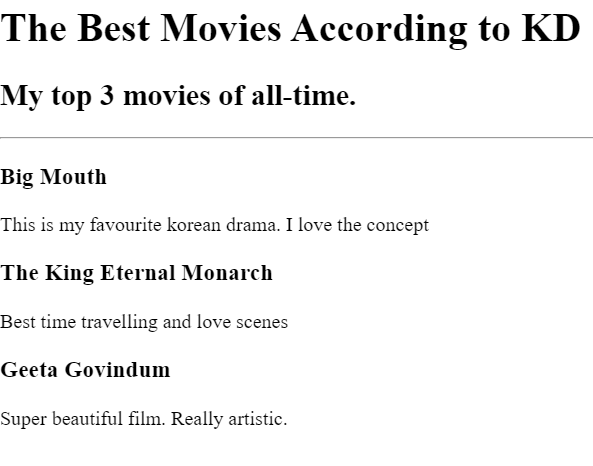 The Best Movies According to KD
My top 3 movies of all-time.
Big Mouth
This is my favourite korean drama. I love the concept
The King Eternal Monarch
Best time travelling and love scenes
Geeta Govindum
Super beautiful film. Really artistic.